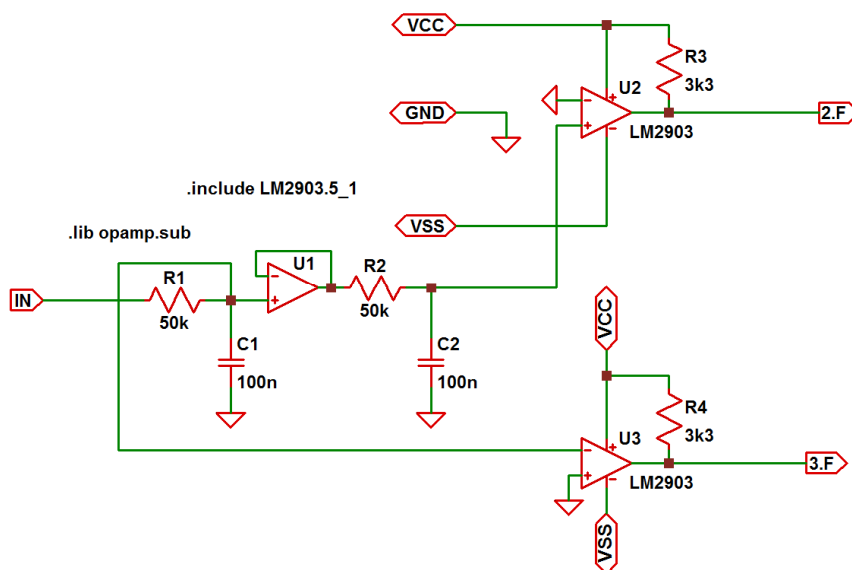 VCC
R3
3k3
U2
+
-
+
-
LM2903
2.F
GND
.include LM2903.5_1
VSS
.lib opamp.sub
IN
R1
50k
U1
-
+
R2
50k
C1
100n
C2
100n
VCC
R4
3k3
U3
+
-
+
-
LM2903
3.F
VSS